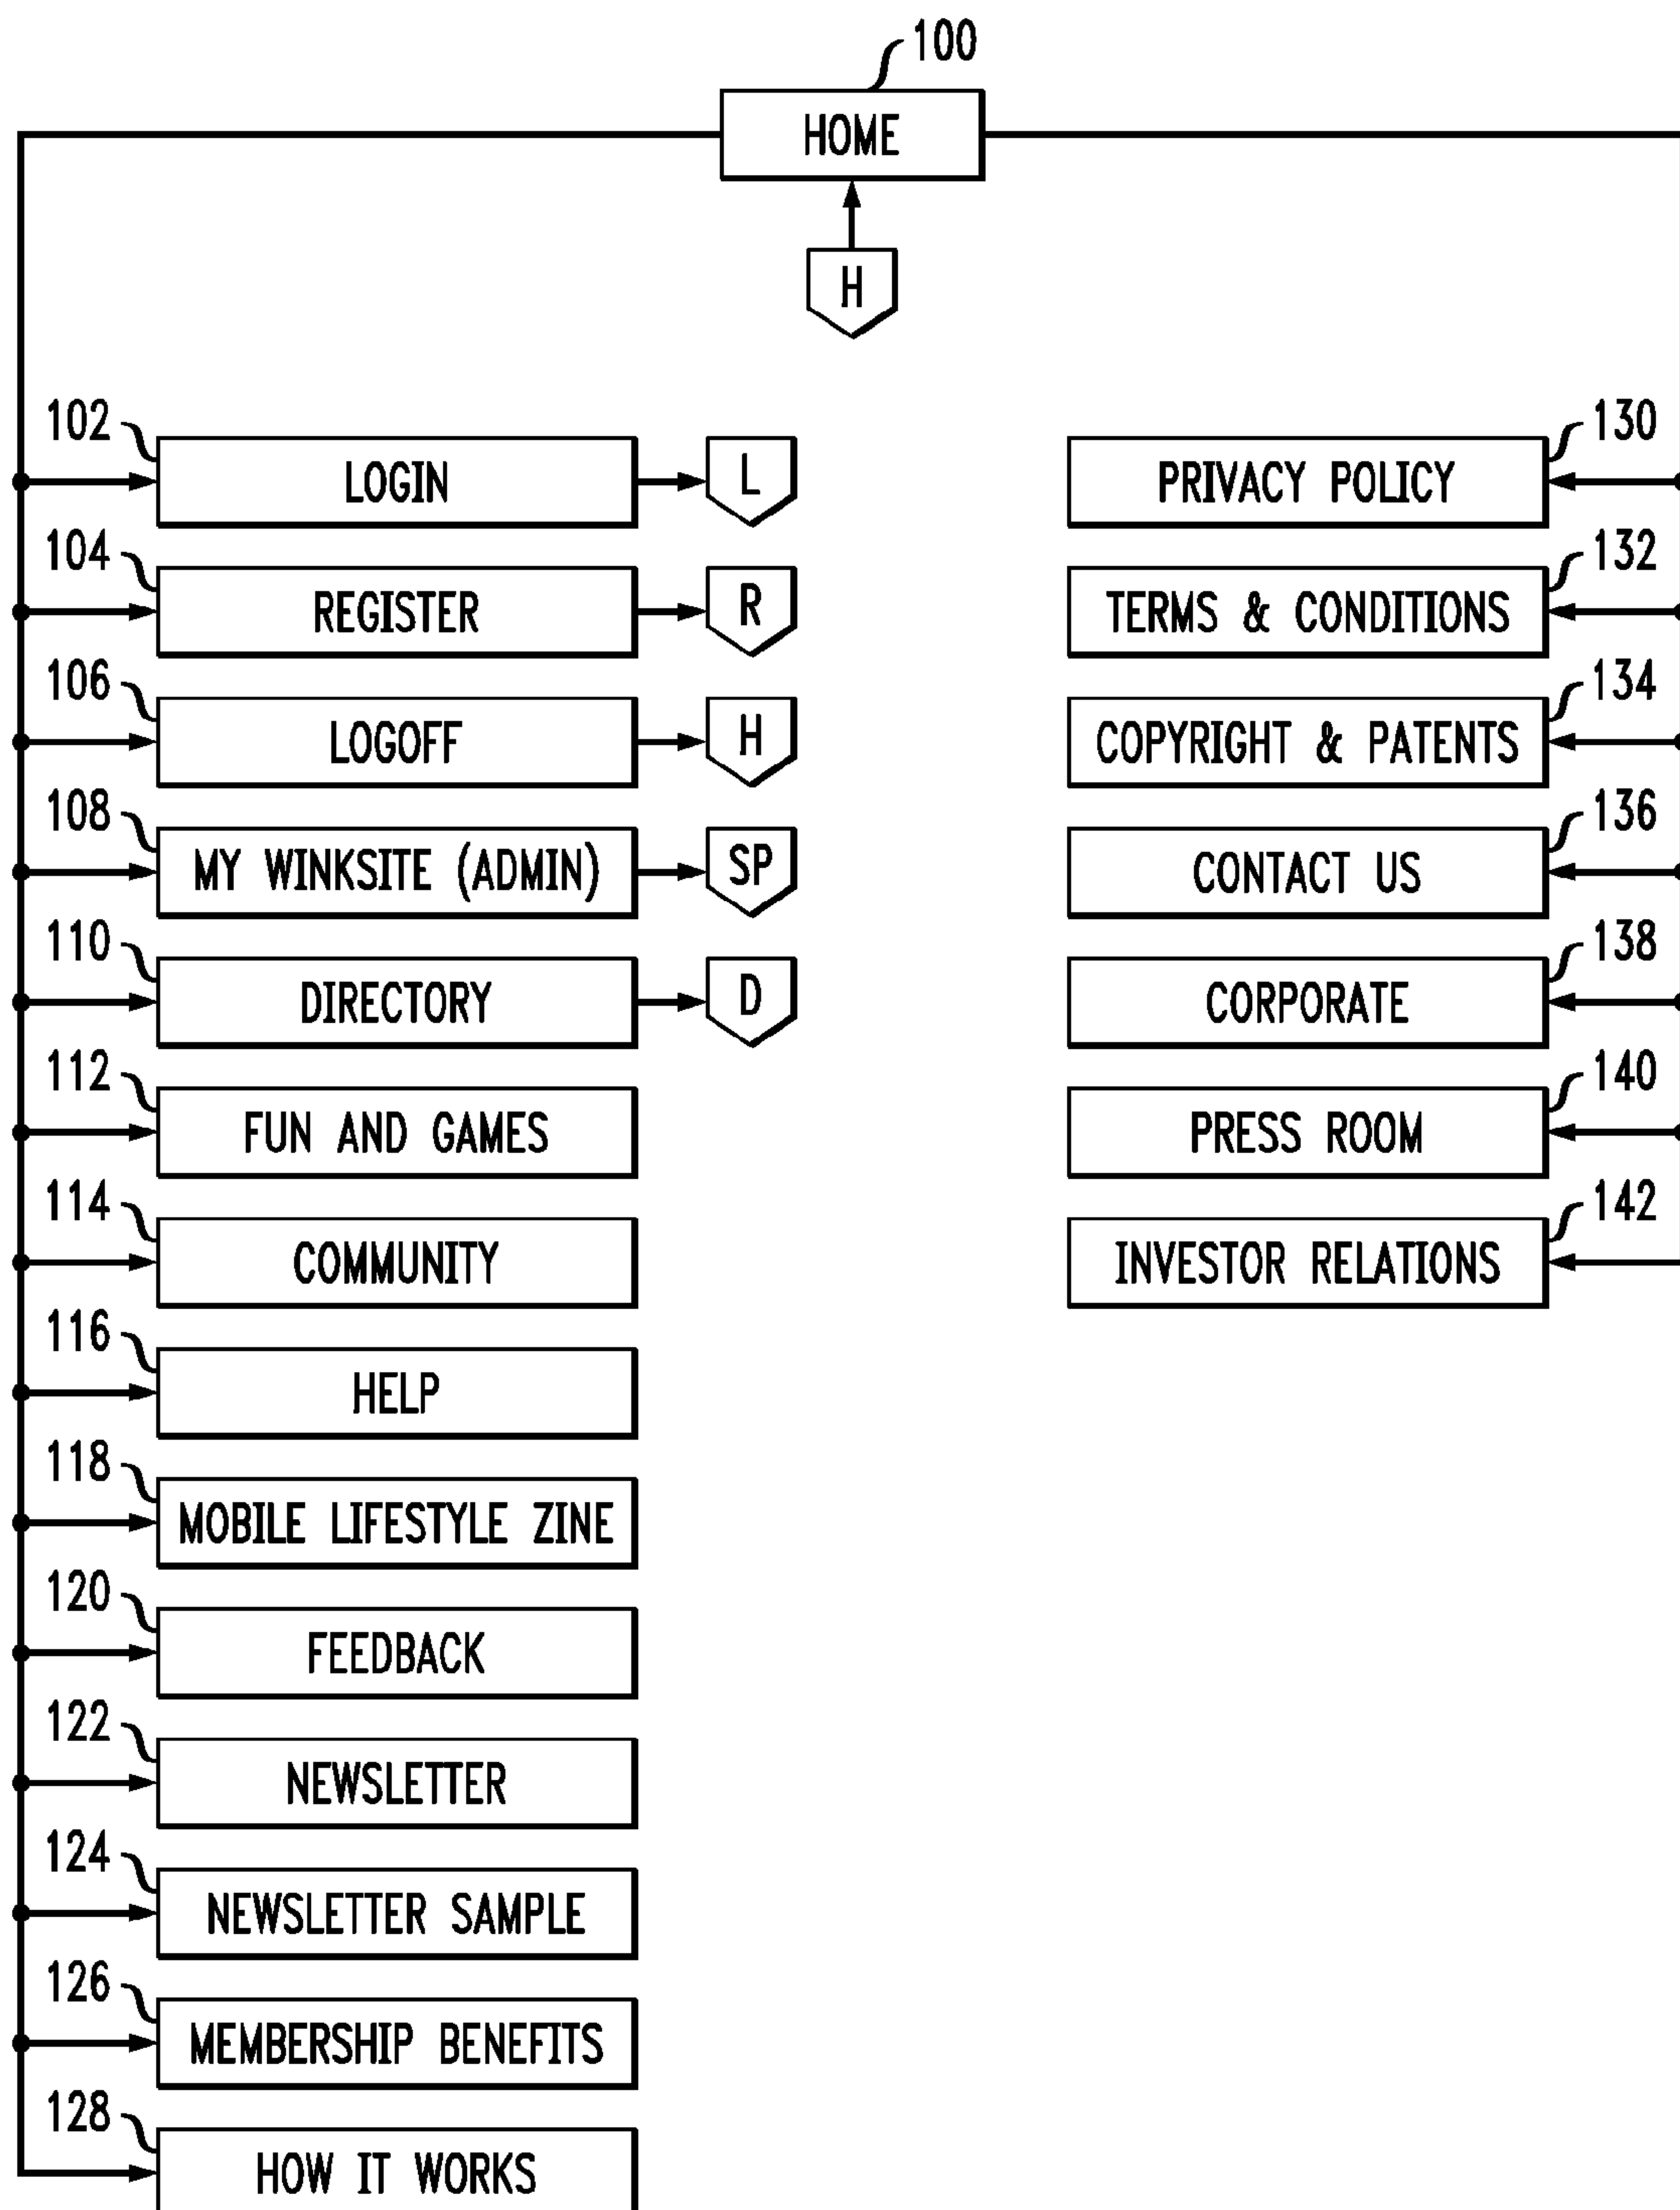 100
HOME
H
102
LOGIN
L
104
REGISTER
R
106
LOGOFF
H
108
MY WINKSITE (ADMIN)
SP
110
DIRECTORY
D
112
FUN AND GAMES
114
COMMUNITY
116
HELP
118
MOBILE LIFESTYLE ZINE
120
FEEDBACK
122
NEWSLETTER
124
NEWSLETTER SAMPLE
126
MEMBERSHIP BENEFITS
128
HOW IT WORKS
130
PRIVACY POLICY
132
TERMS & CONDITIONS
134
COPYRIGHT & PATENTS
136
CONTACT US
138
CORPORATE
140
PRESS ROOM
142
INVESTOR RELATIONS